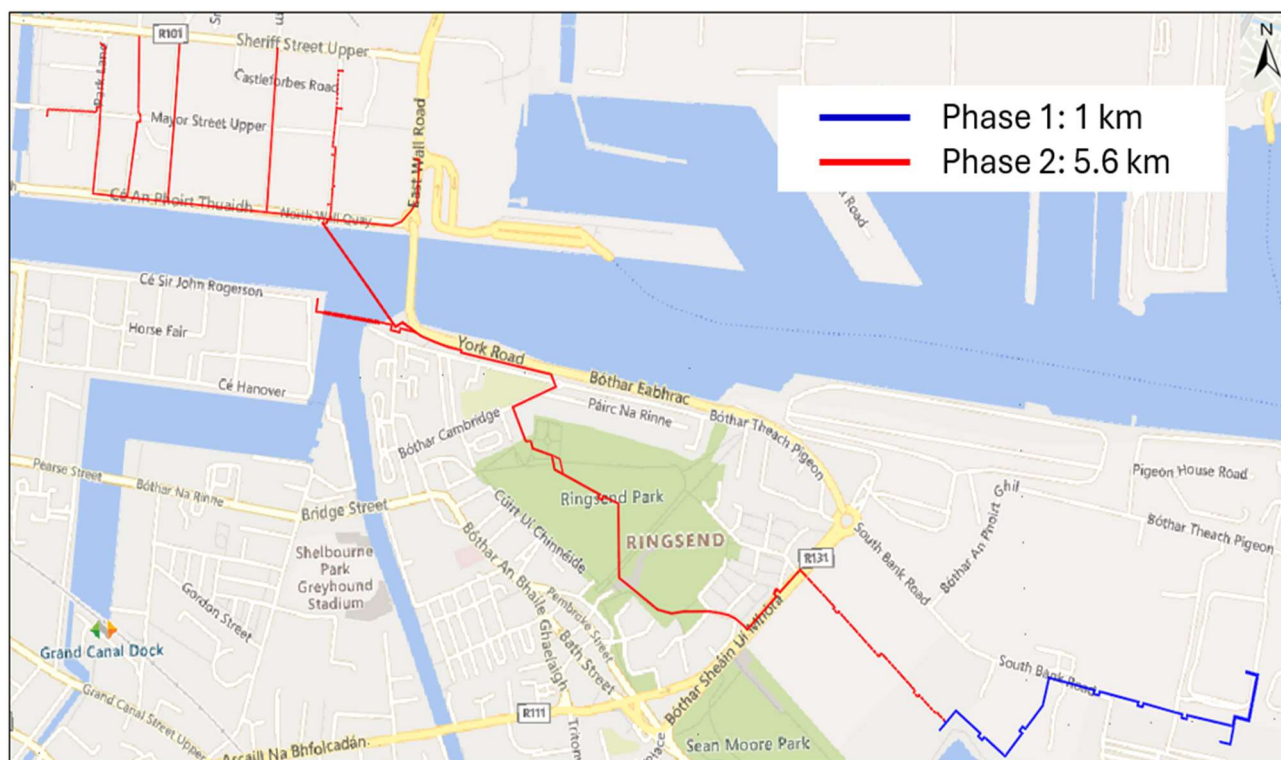 R101
Sheriff Street Upper
N
Park Lane
Castleforbes Road
Mayor Street Upper
East Wall Road
Phase 1: 1 km
Phase 2: 5.6 km
Road
Cé An Phoirt Thuaidh
North Wall Quay
Cé Sir John Rogerson
Horse Fair
York Road
Bóthar Eabhrac
Cé Hanover
Páirc Na Rinne
Bóthar Theach Pigeon
Bóthar Cambridge
Pearse Street
Bóthar Na Rinne
Bridge Street
Ringsend Park
Pigeon House Road
Bóthar An Phoirt Ghil
Bóthar Theach Pigeon
RINGSEND
Cúirt Uí Chinnéide
South Bank Road
R131
Shelbourne
Park
Greyhound
Stadium
Bóthar An Bhaile Ghaelaigh
Pembroke Street
Gordon Street
Bath Street
Grand Canal Dock
South Bank Road
Bóthar Sheáin Uí Mhóra
Grand Canal Street Upper
R111
Ascaill Na Bhfolcadán
Sean Moore Park